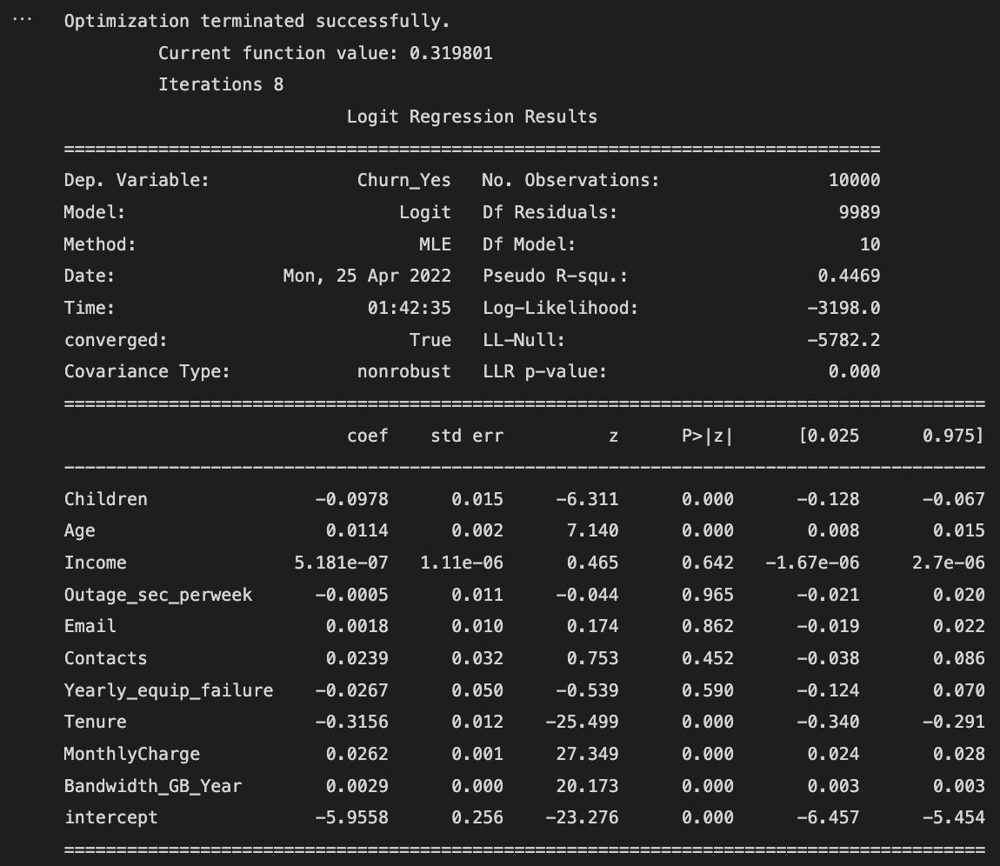 ... Optimization terminated successfully.
Current function value: 0.319801
Iterations 8
Logit Regression Results
==============================================================================
Dep. Variable: Churn_Yes No. Observations: 10000
Model: Logit Df Residuals: 9989
Method: MLE Df Model: 10
Date: Mon, 25 Apr 2022 Pseudo R-squ.: 0.4469
Time: 01:42:35 Log-Likelihood: -3198.0
converged: True LL-Null: -5782.2
Covariance Type: nonrobust LLR p-value: 0.000
========================================================================================
coef std err z P>|z| [0.025 0.975]
----------------------------------------------------------------------------------------
Children -0.0978 0.015 -6.311 0.000 -0.128 -0.067
Age 0.0114 0.002 7.140 0.000 0.008 0.015
Income 5.181e-07 1.11e-06 0.465 0.642 -1.67e-06 2.7e-06
Outage_sec_perweek -0.0005 0.011 -0.044 0.965 -0.021 0.020
Email 0.0018 0.010 0.174 0.862 -0.019 0.022
Contacts 0.0239 0.032 0.753 0.452 -0.038 0.086
Yearly_equip_failure -0.0267 0.050 -0.539 0.590 -0.124 0.070
Tenure -0.3156 0.012 -25.499 0.000 -0.340 -0.291
MonthlyCharge 0.0262 0.001 27.349 0.000 0.024 0.028
Bandwidth_GB_Year 0.0029 0.000 20.173 0.000 0.003 0.003
intercept -5.9558 0.256 -23.276 0.000 -6.457 -5.454
========================================================================================